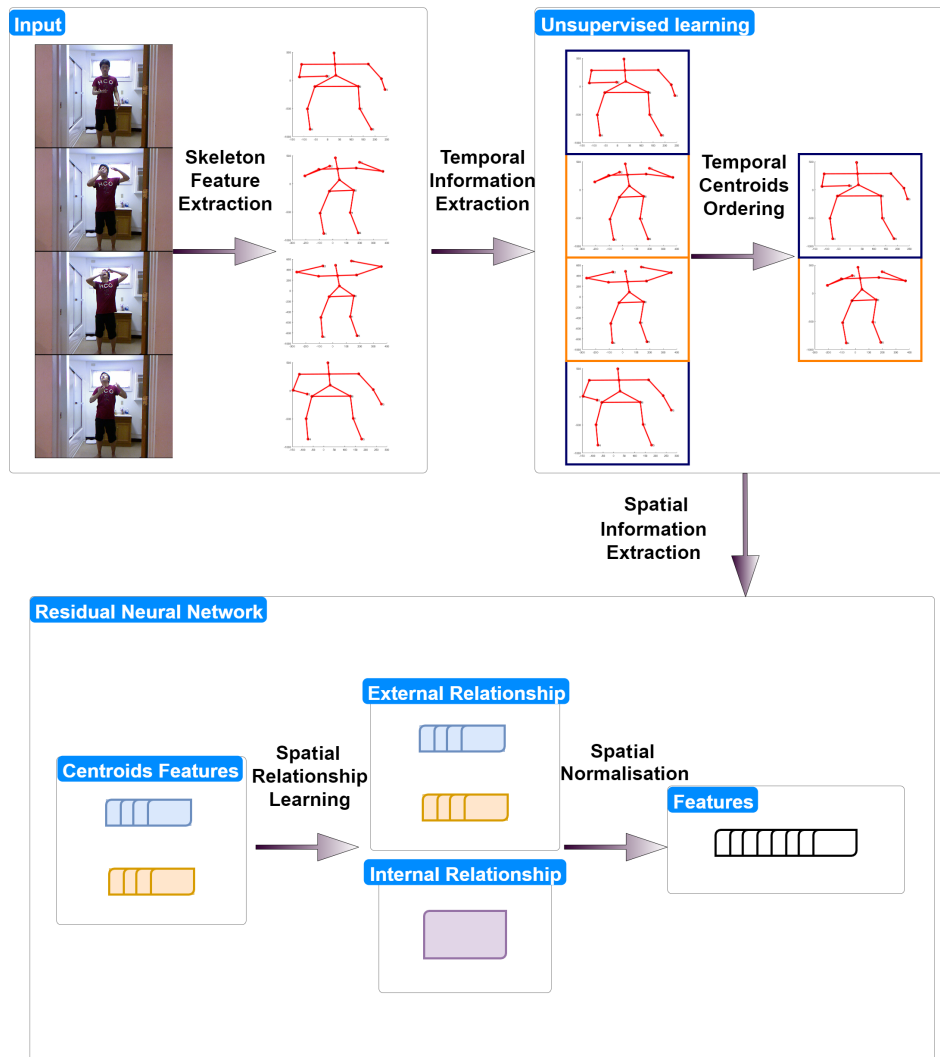 Input
Unsupervised learning
Skeleton
Feature
Extraction
Temporal
Information
Extraction
Temporal
Centroids
Ordering
Spatial
Information
Extraction
Residual Neural Network
External Relationship
Centroids Features
Spatial
Relationship
Learning
Spatial
Normalisation
Features
Internal Relationship